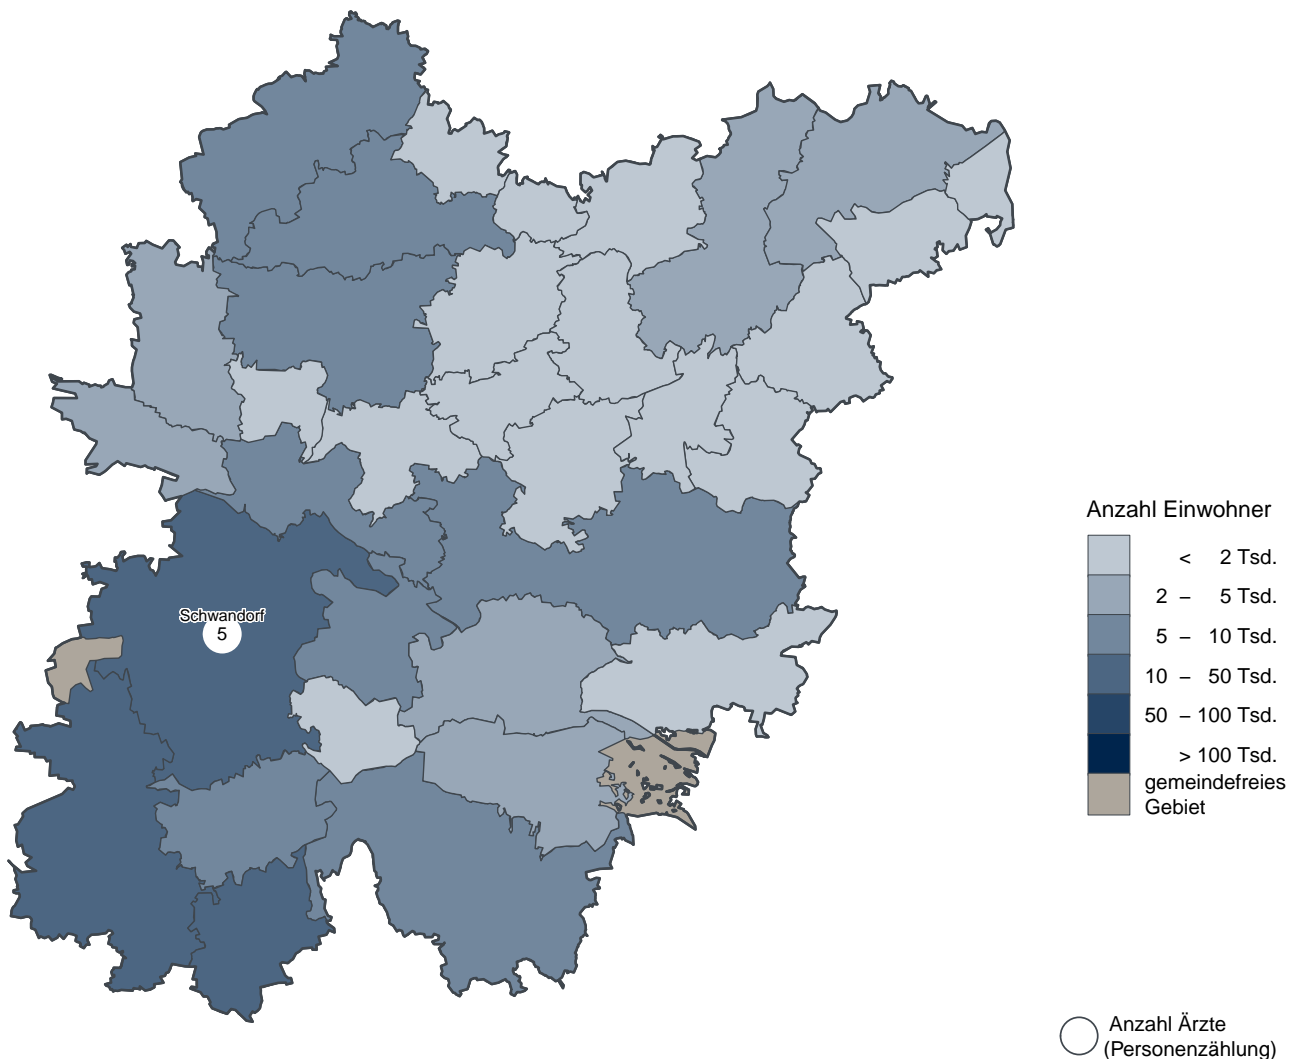 Schwandorf
5
Anzahl Einwohner
< 2 Tsd.
2 – 5 Tsd.
5 – 10 Tsd.
10 – 50 Tsd.
50 – 100 Tsd.
> 100 Tsd.
gemeindefreies
Gebiet
Anzahl Ärzte
(Personenzählung)